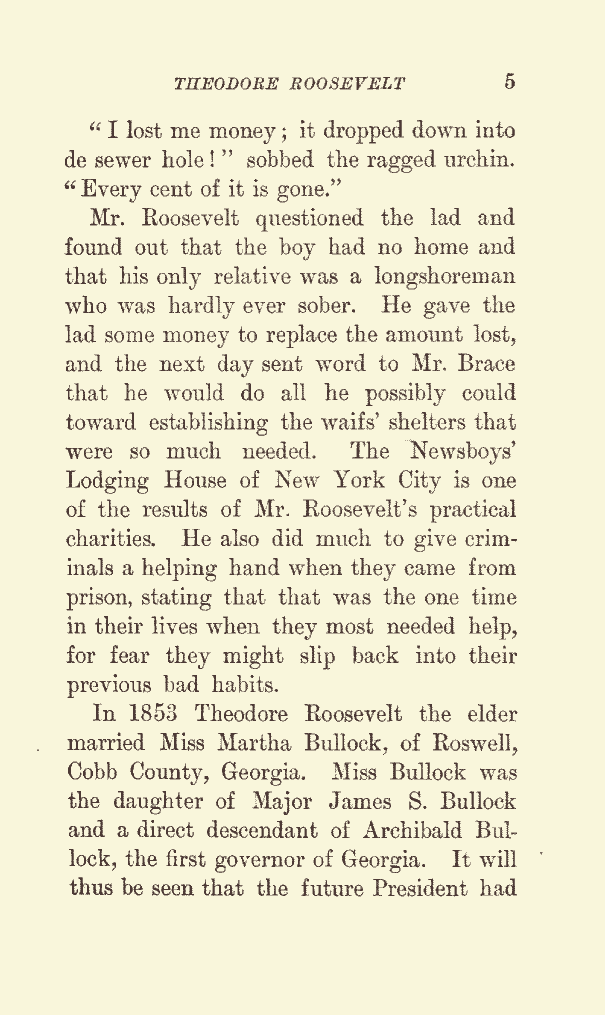 THEODORE ROOSEVELT 5
“ I lost me money ; it dropped down into
de sewer hole ! ” sobbed the ragged urchin.
“ Every cent of it is gone.”
Mr. Roosevelt questioned the lad and
found out that the boy had no home and
that his only relative was a longshoreman
who was hardly ever sober. He gave the
lad some money to replace the amount lost,
and the next day sent word to Mr. Brace
that he would do all he possibly could
toward establishing the waifs’ shelters that
were so much needed. The Newsboys’
Lodging House of New York City is one
of the results of Mr. Roosevelt’s practical
charities. He also did much to give crim-
inals a helping hand when they came from
prison, stating that that was the one time
in their lives when they most needed help,
for fear they might slip back into their
previous bad habits.
In 1853 Theodore Roosevelt the elder
married Miss Martha Bullock, of Roswell,
Cobb County, Georgia. Miss Bullock was
the daughter of Major James S. Bullock
and a direct descendant of Archibald Bul-
lock, the first governor of Georgia. It will
thus be seen that the future President had